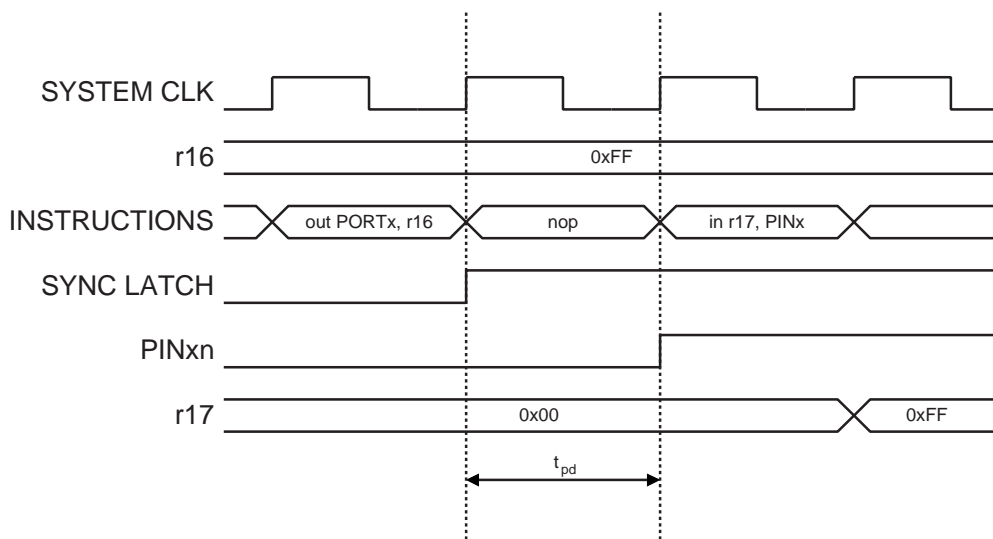 SYSTEM CLK
r16
0xFF
INSTRUCTIONS
out PORTx, r16
nop
in r17, PINx
SYNC LATCH
PINxn
r17
0x00
0xFF
tpd